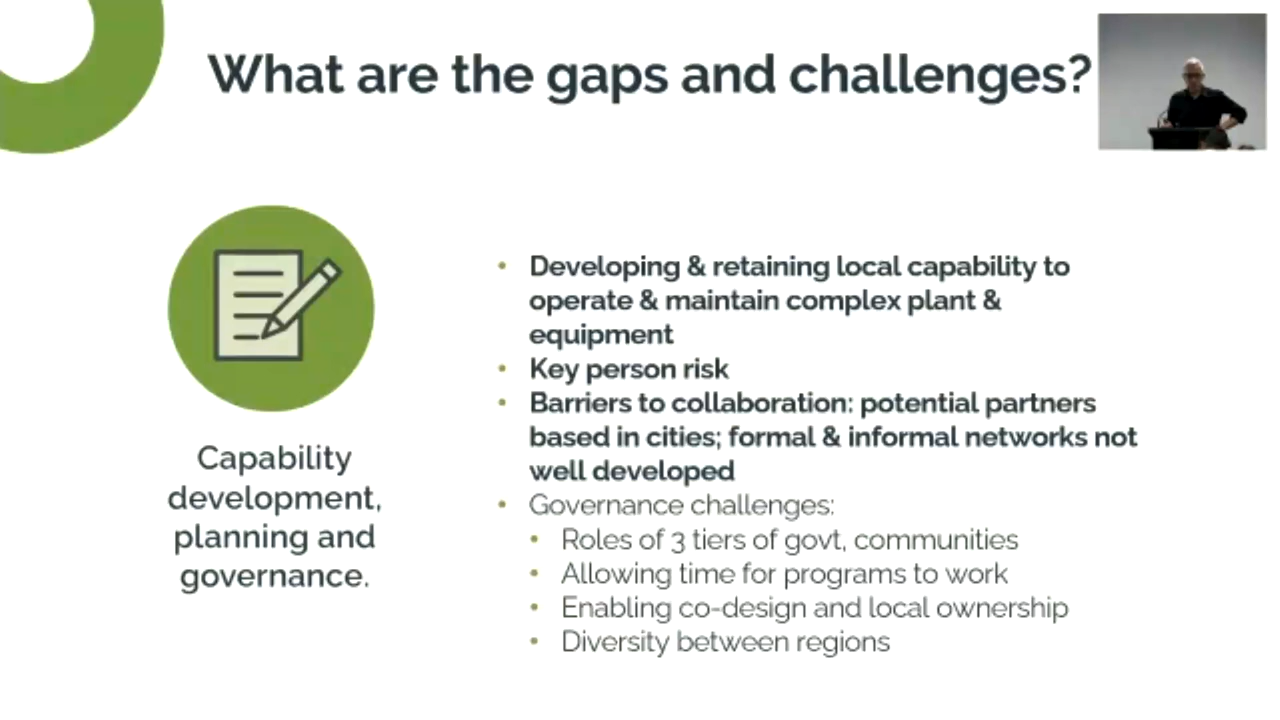 What are the gaps and challenges?
Capability
development,
planning and
governance.
• Developing & retaining local capability to
operate & maintain complex plant &
equipment
• Key person risk
• Barriers to collaboration: potential partners
based in cities; formal & informal networks not
well developed
• Governance challenges:
• Roles of 3 tiers of govt, communities
• Allowing time for programs to work
• Enabling co-design and local ownership
• Diversity between regions